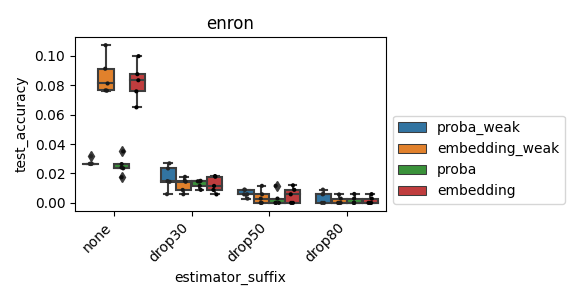 enron
test_accuracy
0.10
0.08
0.06
0.04
0.02
0.00
none
drop30
drop50
drop80
estimator_suffix
proba_weak
embedding_weak
proba
embedding